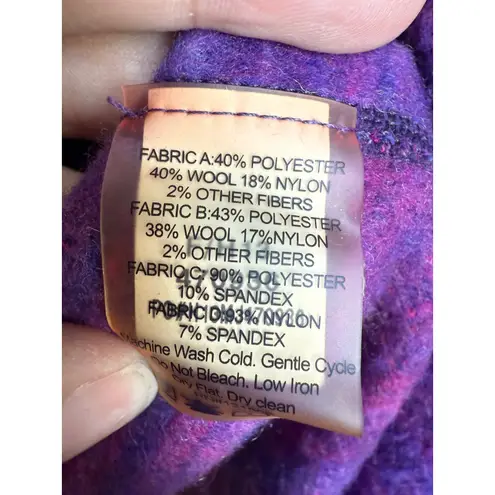 FABRIC A:40% POLYESTER
40% WOOL 18% NYLON
2% OTHER FIBERS
FABRIC B:43% POLYESTER
38% WOOL 17%NYLON
2% OTHER FIBERS
FABRIC C:90% POLYESTER
10% SPANDEX
FABRIC D:93% NYLON
7% SPANDEX
Machine Wash Cold. Gentle Cycle
Do Not Bleach. Low Iron
Dry Flat. Dry clean